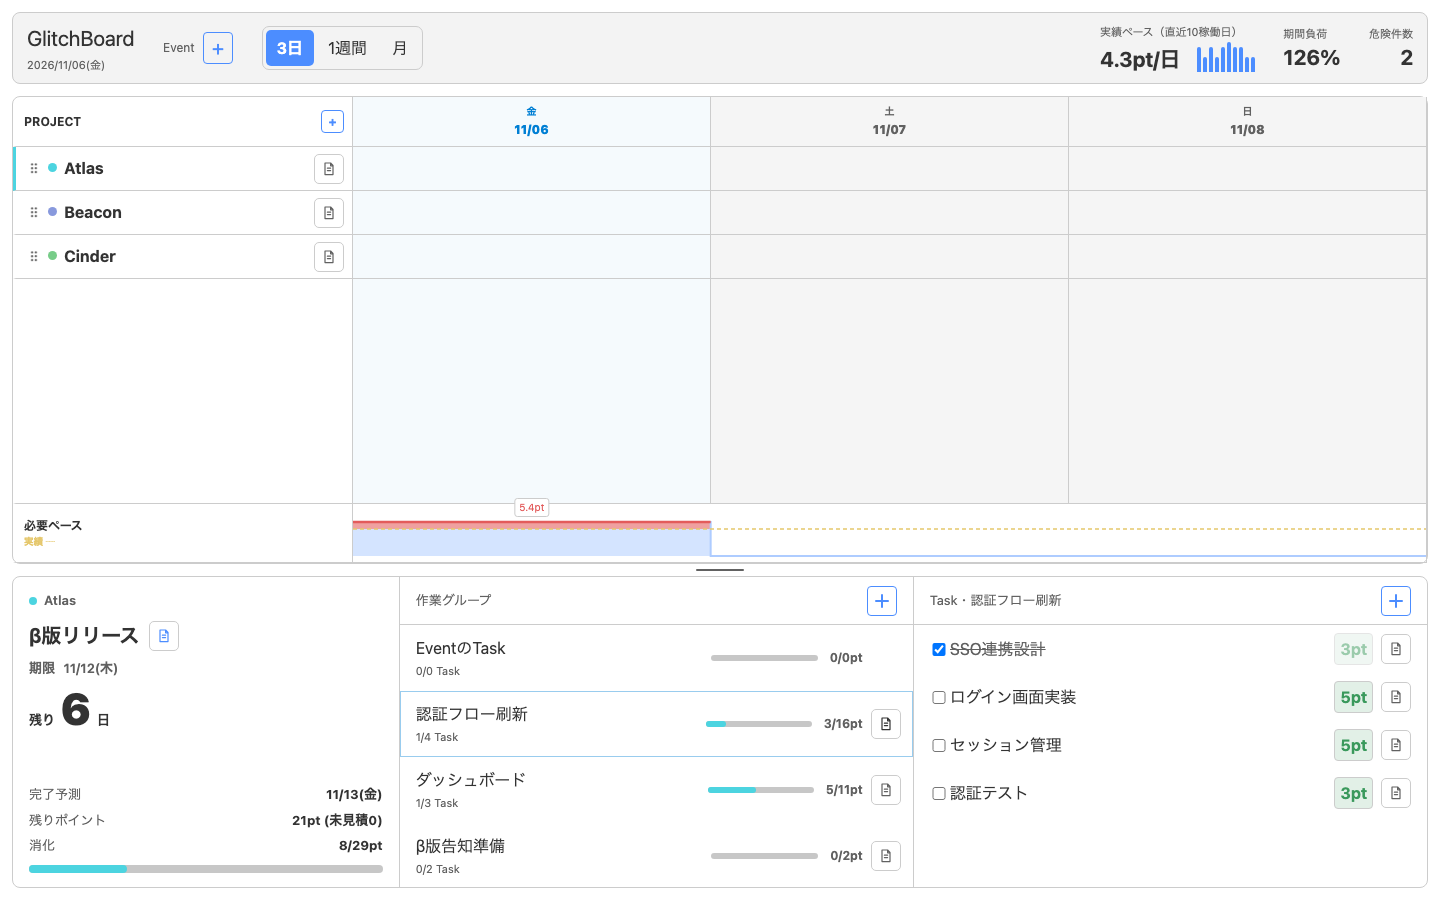 GlitchBoard
2026/11/06(金)
Event
3日
1週間
月
実績ペース（直近10稼働日）
4.3pt/日
期間負荷
126%
危険件数
2
PROJECT
金
11/06
土
11/07
日
11/08
Atlas
Beacon
Cinder
必要ペース
実績
5.4pt
Atlas
β版リリース
期限 11/12(木)
残り 6 日
完了予測 11/13(金)
残りポイント 21pt (未見積0)
消化 8/29pt
作業グループ
EventのTask
0/0 Task
0/0pt
認証フロー刷新
1/4 Task
3/16pt
ダッシュボード
1/3 Task
5/11pt
β版告知準備
0/2 Task
0/2pt
Task・認証フロー刷新
SSO連携設計 3pt
ログイン画面実装 5pt
セッション管理 5pt
認証テスト 3pt